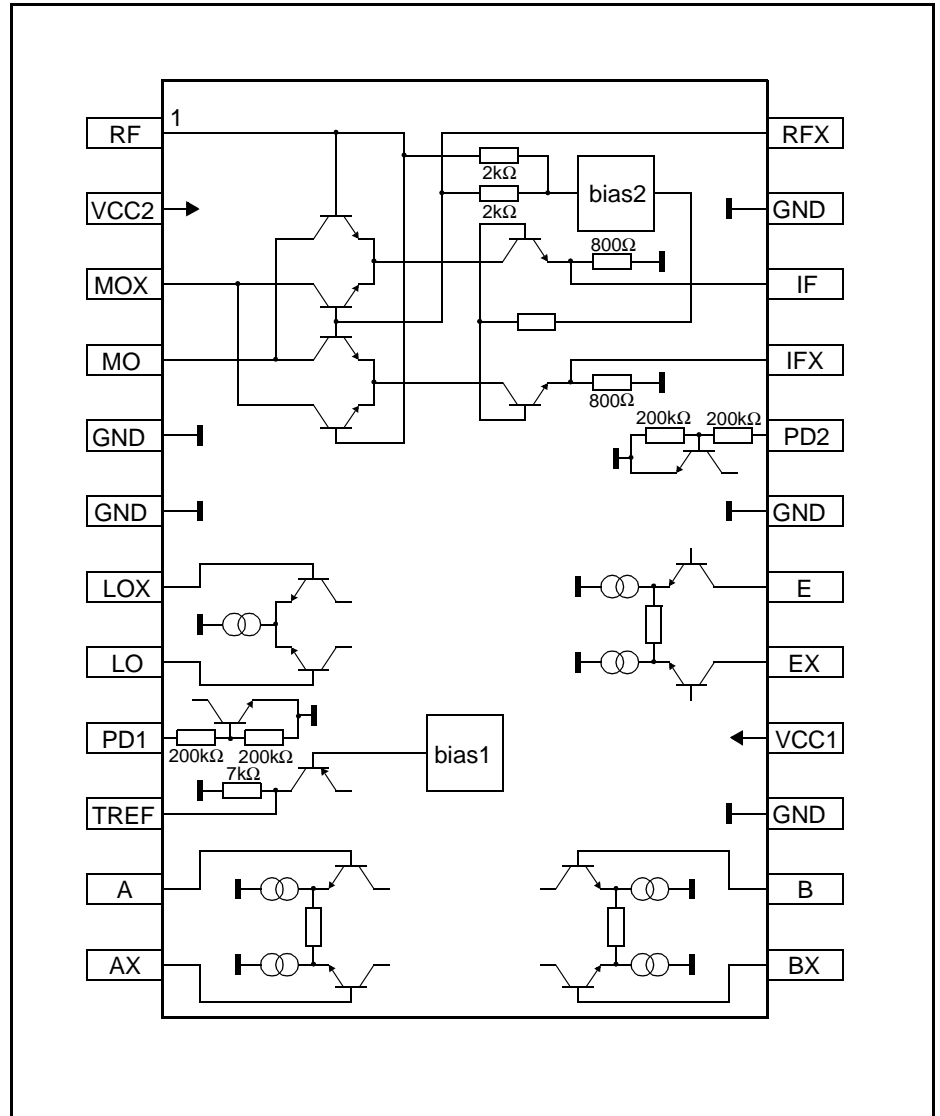 1
RF
RFX
2kΩ
VCC2
2kΩ
bias2
GND
800Ω
MOX
IF
MO
IFX
800Ω
200kΩ 200kΩ
GND
PD2
GND
GND
LOX
E
LO
EX
PD1
VCC1
200kΩ 200kΩ
bias1
7kΩ
TREF
GND
A
B
AX
BX